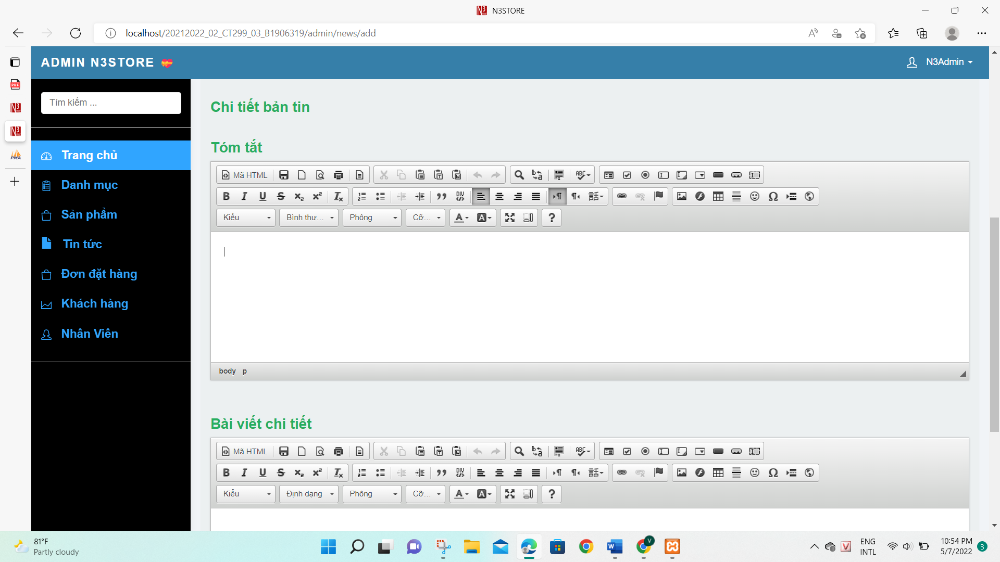 N3STORE
localhost/20212022_02_CT299_03_B1906319/admin/news/add
ADMIN N3STORE
N3Admin
Tìm kiếm ...
Trang chủ
Danh mục
Sản phẩm
Tin tức
Đơn đặt hàng
Khách hàng
Nhân Viên
Chi tiết bản tin
Tóm tắt
Mã HTML
Kiểu
Bình thư...
Phông
Cỡ...
body p
Bài viết chi tiết
Mã HTML
Kiểu
Định dạng
Phông
Cỡ...
81°F
Partly cloudy
ENG
INTL
10:54 PM
5/7/2022
3